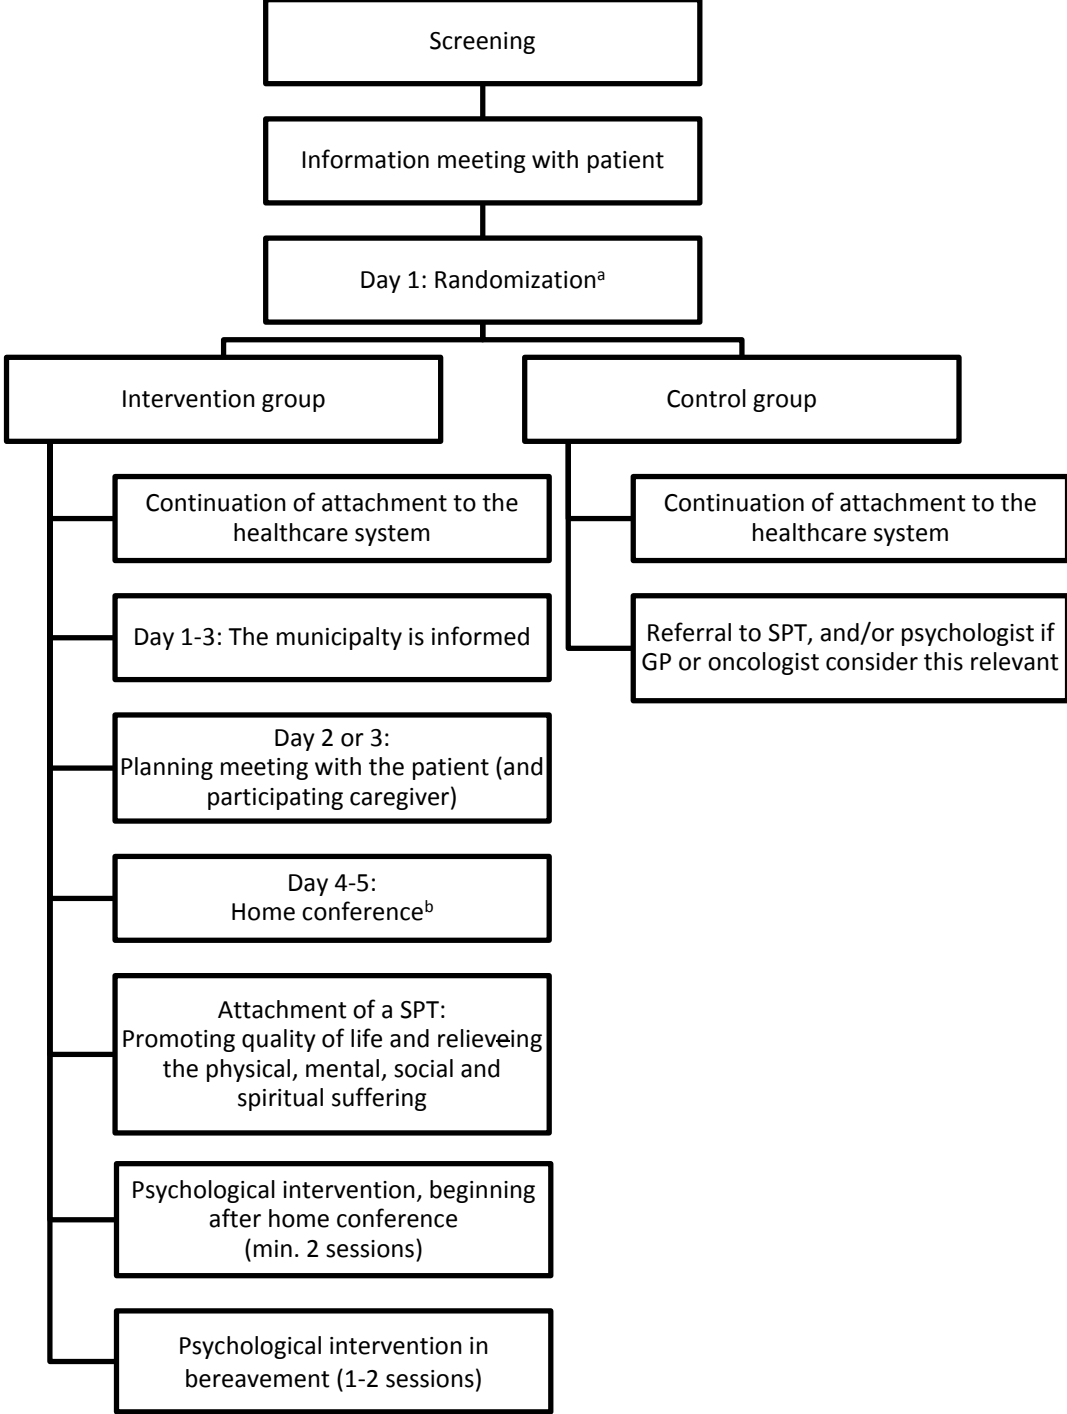 Screening
Information meeting with patient
Day 1: Randomizationᵃ
Intervention group
Control group
Continuation of attachment to the
healthcare system
Day 1-3: The municipalty is informed
Day 2 or 3:
Planning meeting with the patient (and
participating caregiver)
Day 4-5:
Home conferenceᵇ
Attachment of a SPT:
Promoting quality of life and relieveing
the physical, mental, social and
spiritual suffering
Psychological intervention, beginning
after home conference
(min. 2 sessions)
Psychological intervention in
bereavement (1-2 sessions)
Continuation of attachment to the
healthcare system
Referral to SPT, and/or psychologist if
GP or oncologist consider this relevant